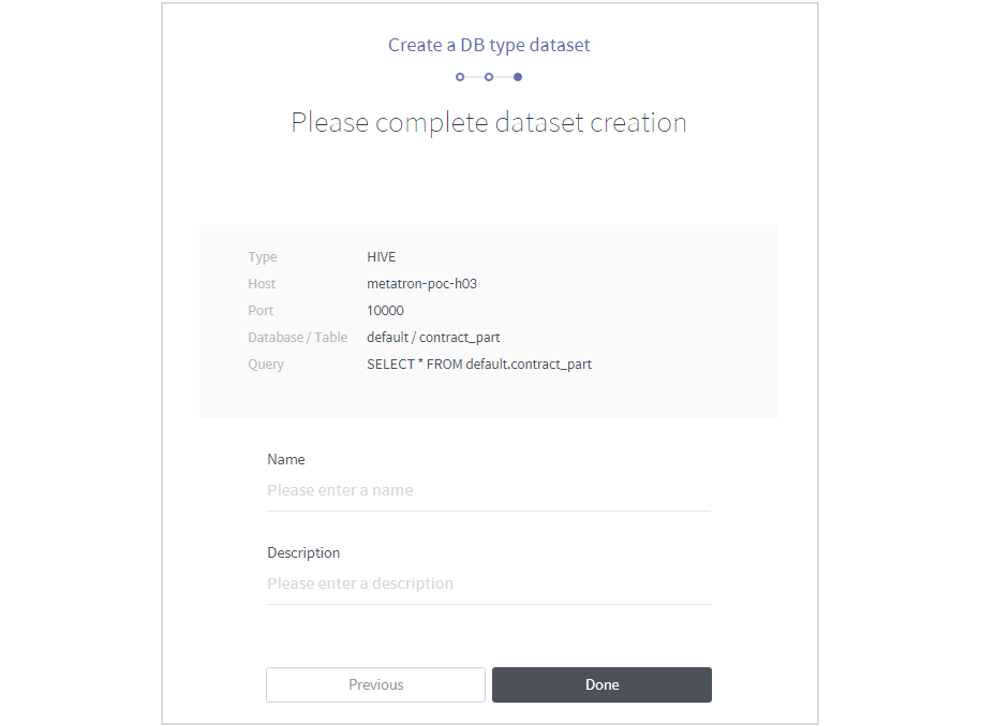 Create a DB type dataset
Please complete dataset creation
Type HIVE
Host metatron-poc-h03
Port 10000
Database / Table default / contract_part
Query SELECT * FROM default.contract_part
Name
Please enter a name
Description
Please enter a description
Previous Done